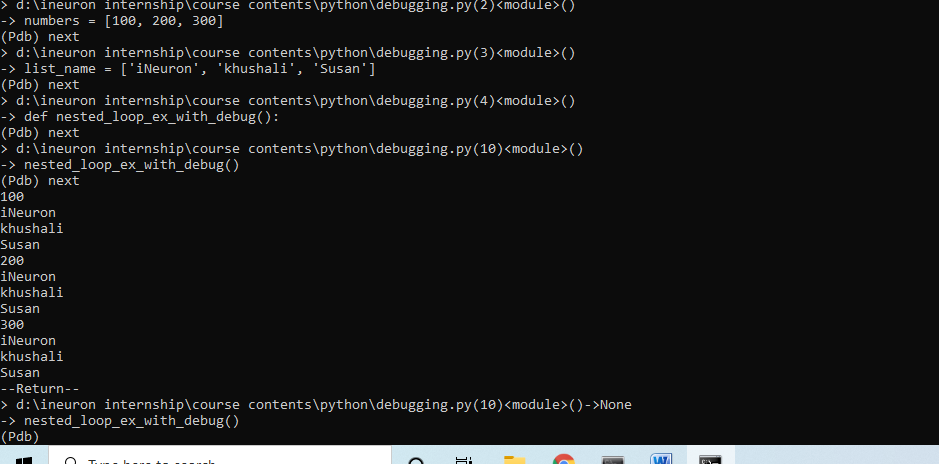 > d:\ineuron internship\course contents\python\debugging.py(2)<module>()
-> numbers = [100, 200, 300]
(Pdb) next
> d:\ineuron internship\course contents\python\debugging.py(3)<module>()
-> list_name = ['iNeuron', 'khushali', 'Susan']
(Pdb) next
> d:\ineuron internship\course contents\python\debugging.py(4)<module>()
-> def nested_loop_ex_with_debug():
(Pdb) next
> d:\ineuron internship\course contents\python\debugging.py(10)<module>()
-> nested_loop_ex_with_debug()
(Pdb) next
100
iNeuron
khushali
Susan
200
iNeuron
khushali
Susan
300
iNeuron
khushali
Susan
--Return--
> d:\ineuron internship\course contents\python\debugging.py(10)<module>()->None
-> nested_loop_ex_with_debug()
(Pdb)
Type here to search